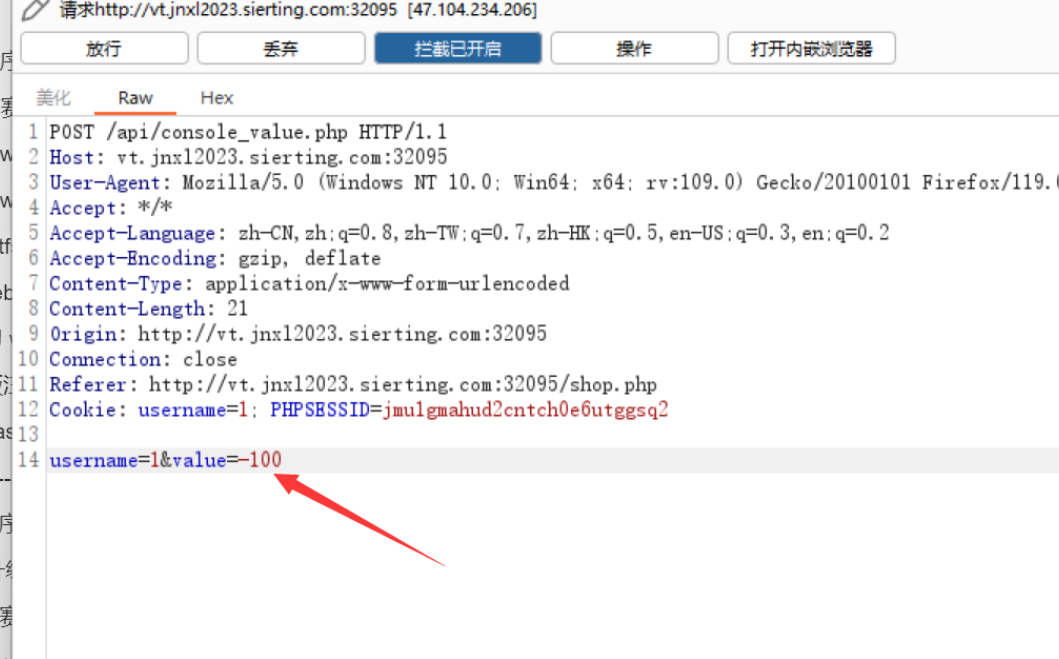 请求http://vt.jnxl2023.sierting.com:32095 [47.104.234.206]
放行 丢弃 拦截已开启 操作 打开内嵌浏览器
美化 Raw Hex
1 POST /api/console_value.php HTTP/1.1
2 Host: vt.jnxl2023.sierting.com:32095
3 User-Agent: Mozilla/5.0 (Windows NT 10.0; Win64; x64; rv:109.0) Gecko/20100101 Firefox/119.0
4 Accept: */*
5 Accept-Language: zh-CN,zh;q=0.8,zh-TW;q=0.7,zh-HK;q=0.5,en-US;q=0.3,en;q=0.2
6 Accept-Encoding: gzip, deflate
7 Content-Type: application/x-www-form-urlencoded
8 Content-Length: 21
9 Origin: http://vt.jnxl2023.sierting.com:32095
10 Connection: close
11 Referer: http://vt.jnxl2023.sierting.com:32095/shop.php
12 Cookie: username=1; PHPSESSID=jmulgmahud2cntch0e6utggsq2
13
14 username=1&value=-100